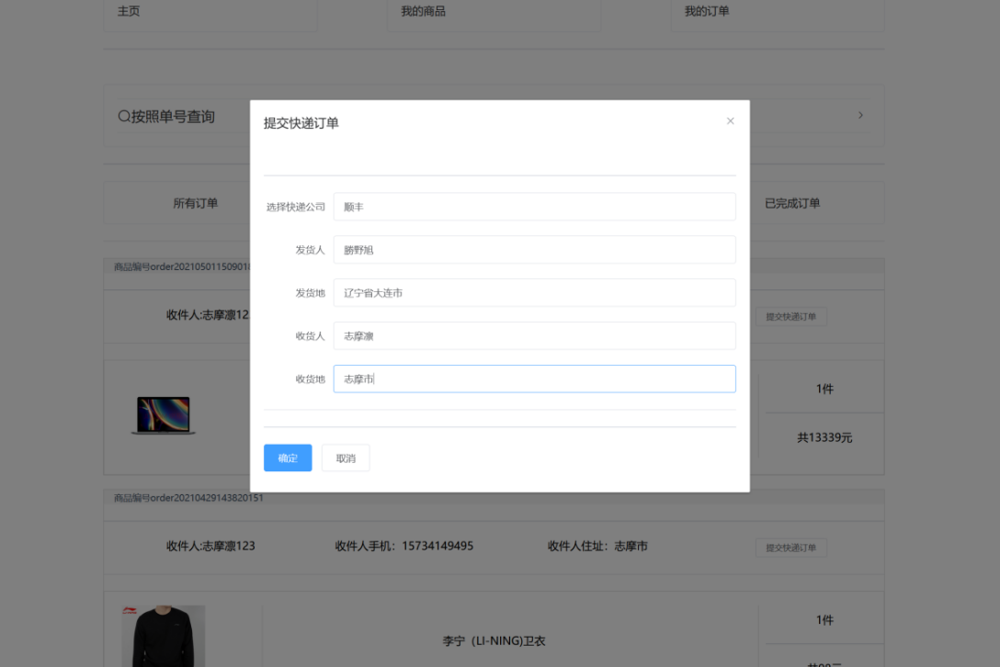 主页
我的商品
我的订单
按照单号查询
提交快递订单
所有订单
已完成订单
选择快递公司 顺丰
发货人 勝野旭
发货地 辽宁省大连市
收货人 志摩凛
收货地 志摩市
确定
取消
商品编号order2021050115090
收件人:志摩凛12
提交快递订单
1件
共13339元
商品编号order20210429143820151
收件人:志摩凛123
收件人手机：15734149495
收件人住址：志摩市
提交快递订单
李宁（LI-NING)卫衣
1件